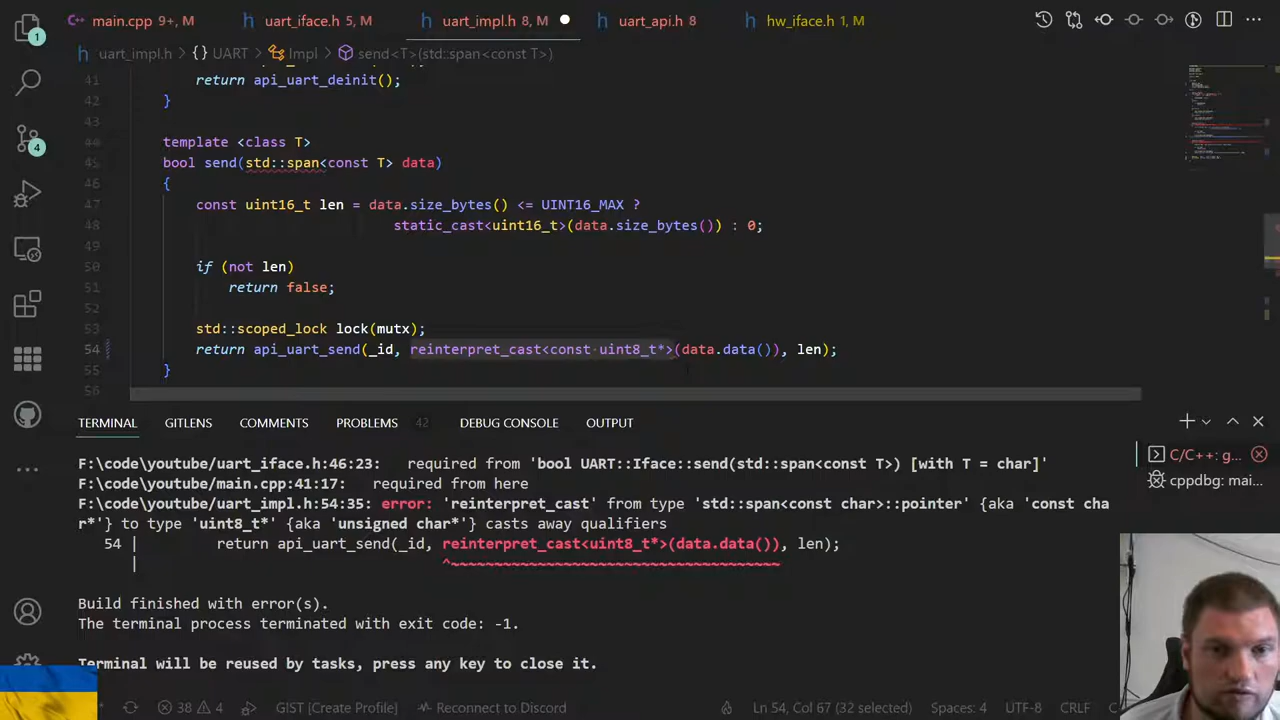 main.cpp 9+, M
uart_iface.h 5, M
uart_impl.h 8, M
uart_api.h 8
hw_iface.h 1, M
uart_impl.h > {} UART > Impl > send<T>(std::span<const T>)
41 return api_uart_deinit();
42 }
43
44 template <class T>
45 bool send(std::span<const T> data)
46 {
47 const uint16_t len = data.size_bytes() <= UINT16_MAX ?
48 static_cast<uint16_t>(data.size_bytes()) : 0;
49
50 if (not len)
51 return false;
52
53 std::scoped_lock lock(mutx);
54 return api_uart_send(_id, reinterpret_cast<const uint8_t*>(data.data()), len);
55 }
56
TERMINAL GITLENS COMMENTS PROBLEMS 42 DEBUG CONSOLE OUTPUT
F:\code\youtube/uart_iface.h:46:23: required from 'bool UART::Iface::send(std::span<const T>) [with T = char]'
F:\code\youtube/main.cpp:41:17: required from here
F:\code\youtube/uart_impl.h:54:35: error: 'reinterpret_cast' from type 'std::span<const char>::pointer' {aka 'const cha
r*'} to type 'uint8_t*' {aka 'unsigned char*'} casts away qualifiers
54 | return api_uart_send(_id, reinterpret_cast<uint8_t*>(data.data()), len);
| ^~~~~~~~~~~~~~~~~~~~~~~~~~~~~~~~~~~~~
Build finished with error(s).
The terminal process terminated with exit code: -1.
Terminal will be reused by tasks, press any key to close it.
C/C++: g...
cppdbg: mai...
1
4
38 4 GIST [Create Profile] Reconnect to Discord Ln 54, Col 67 (32 selected) Spaces: 4 UTF-8 CRLF